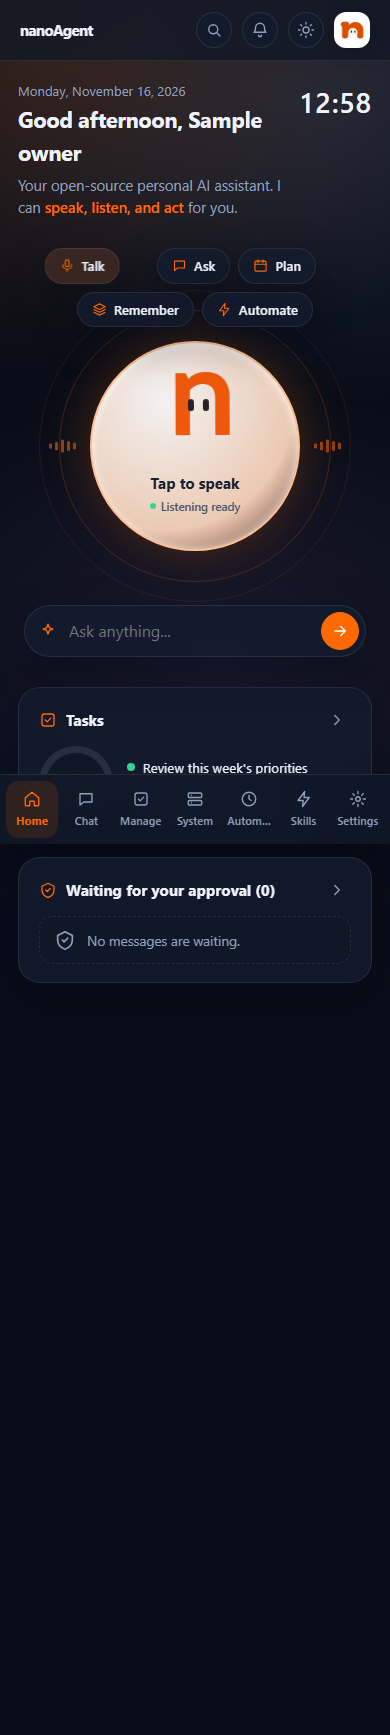 nanoAgent
Monday, November 16, 2026
12:58
Good afternoon, Sample
owner
Your open-source personal AI assistant. I
can speak, listen, and act for you.
Talk
Ask
Plan
Remember
Automate
n
Tap to speak
Listening ready
Ask anything...
Tasks
Review this week's priorities
Home
Chat
Manage
System
Autom...
Skills
Settings
Waiting for your approval (0)
No messages are waiting.